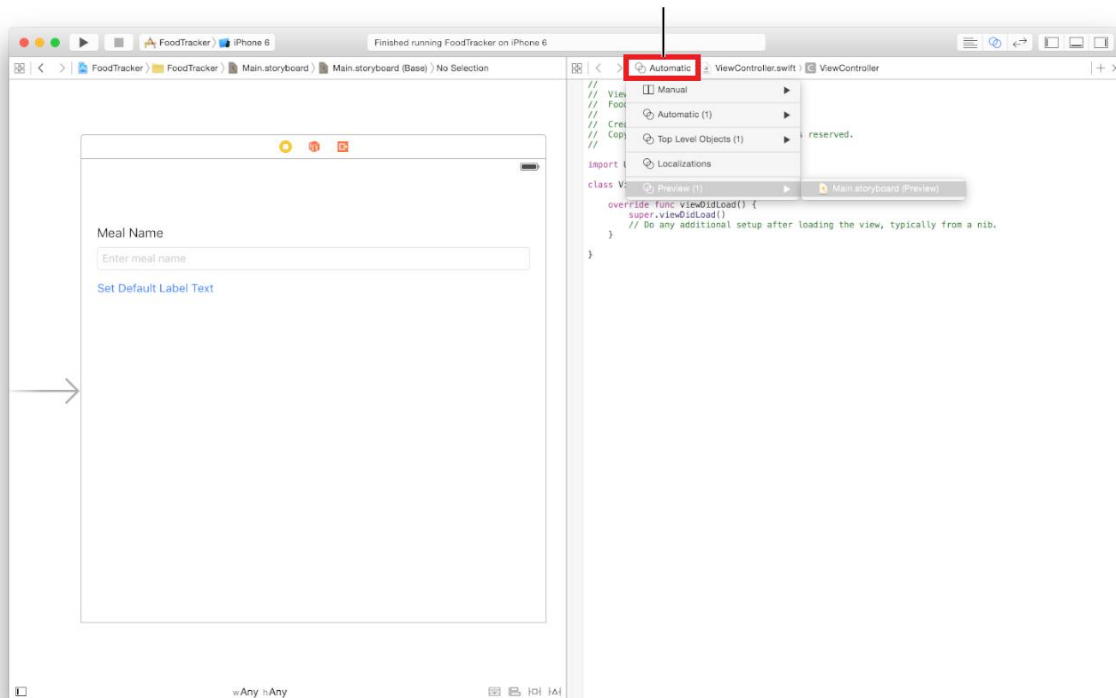 FoodTracker iPhone 6 Finished running FoodTracker on iPhone 6
FoodTracker FoodTracker Main.storyboard Main.storyboard (Base) No Selection
Automatic ViewController.swift ViewController
Meal Name
Enter meal name
Set Default Label Text
wAny hAny
Manual
Automatic (1)
Top Level Objects (1)
Localizations
Preview (1) Main.storyboard (Preview)
//
// View
// Food
//
// Crea
// Copy s reserved.
//
import U
class Vi
override func viewDidLoad() {
super.viewDidLoad()
// Do any additional setup after loading the view, typically from a nib.
}
}